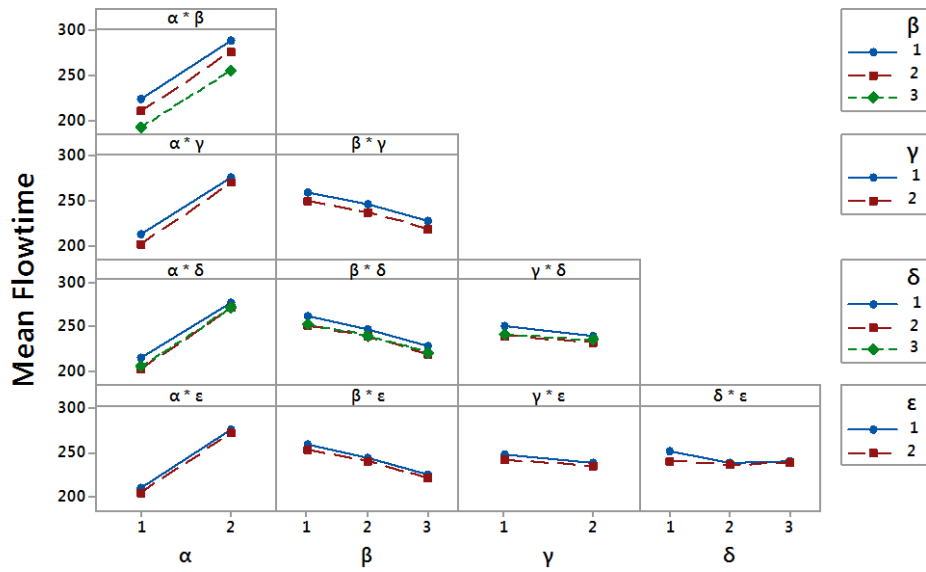 α * β
300
250
200
β
1
2
3
α * γ
β * γ
300
250
200
γ
1
2
Mean Flowtime
α * δ
β * δ
γ * δ
300
250
200
δ
1
2
3
α * ε
β * ε
γ * ε
δ * ε
300
250
200
ε
1
2
1 2 1 2 3 1 2 1 2 3
α β γ δ